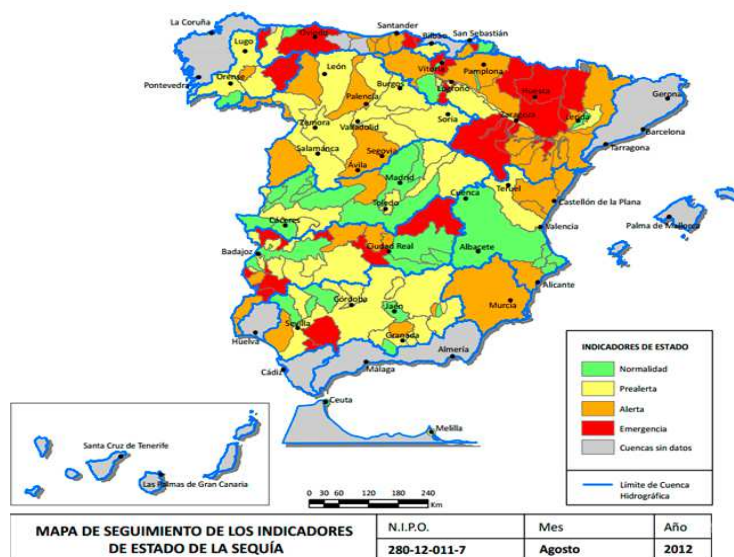 La Coruña
Lugo
Oviedo
Santander
Bilbao
San Sebastián
Pontevedra
Orense
León
Vitoria
Pamplona
Burgos
Logroño
Huesca
Gerona
Palencia
Zamora
Valladolid
Soria
Zaragoza
Lérida
Barcelona
Tarragona
Salamanca
Segovia
Ávila
Madrid
Teruel
Cuenca
Castellón de la Plana
Toledo
Cáceres
Valencia
Palma de Mallorca
Badajoz
Ciudad Real
Albacete
Alicante
Murcia
Córdoba
Jaén
Sevilla
Huelva
Granada
Almería
Cádiz
Málaga
Ceuta
Melilla
Santa Cruz de Tenerife
Las Palmas de Gran Canaria
INDICADORES
DE ESTADO
Normalidad
Prealerta
Alerta
Emergencia
Cuencas sin datos
Límite de Cuenca
Hidrográfica
0 30 60 120 180 240
Km
MAPA DE SEGUIMIENTO DE LOS INDICADORES
DE ESTADO DE LA SEQUÍA
N.I.P.O. Mes Año
280-12-011-7 Agosto 2012